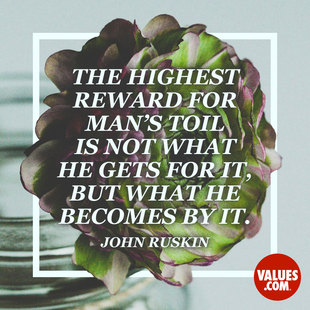 THE HIGHEST
REWARD FOR
MAN'S TOIL
IS NOT WHAT
HE GETS FOR IT,
BUT WHAT HE
BECOMES BY IT.
JOHN RUSKIN
VALUES
.COM